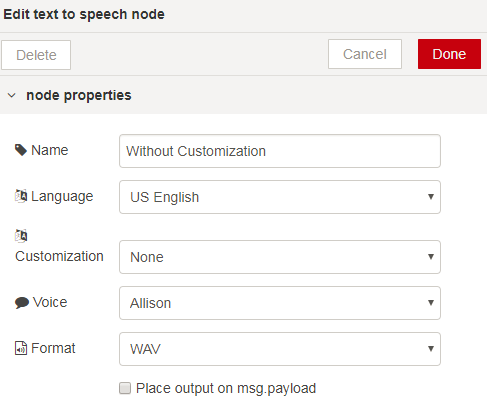 Edit text to speech node
Delete Cancel Done
node properties
Name Without Customization
Language US English
Customization None
Voice Allison
Format WAV
Place output on msg.payload